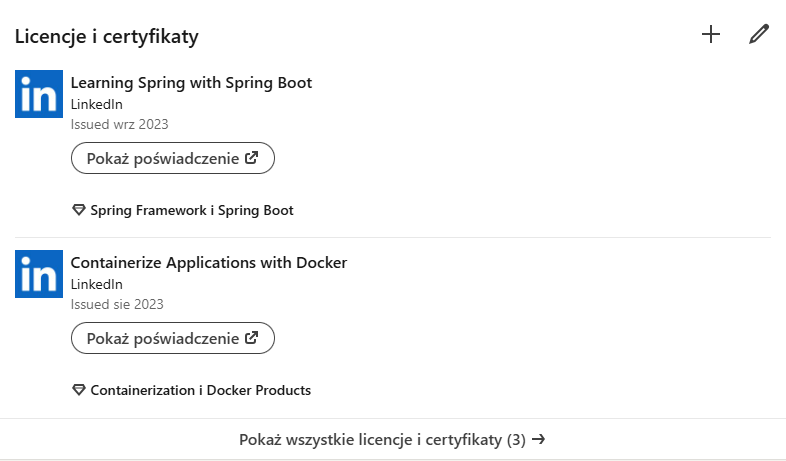 Licencje i certyfikaty
in
Learning Spring with Spring Boot
LinkedIn
Issued wrz 2023
Pokaż poświadczenie
Spring Framework i Spring Boot
in
Containerize Applications with Docker
LinkedIn
Issued sie 2023
Pokaż poświadczenie
Containerization i Docker Products
Pokaż wszystkie licencje i certyfikaty (3) →